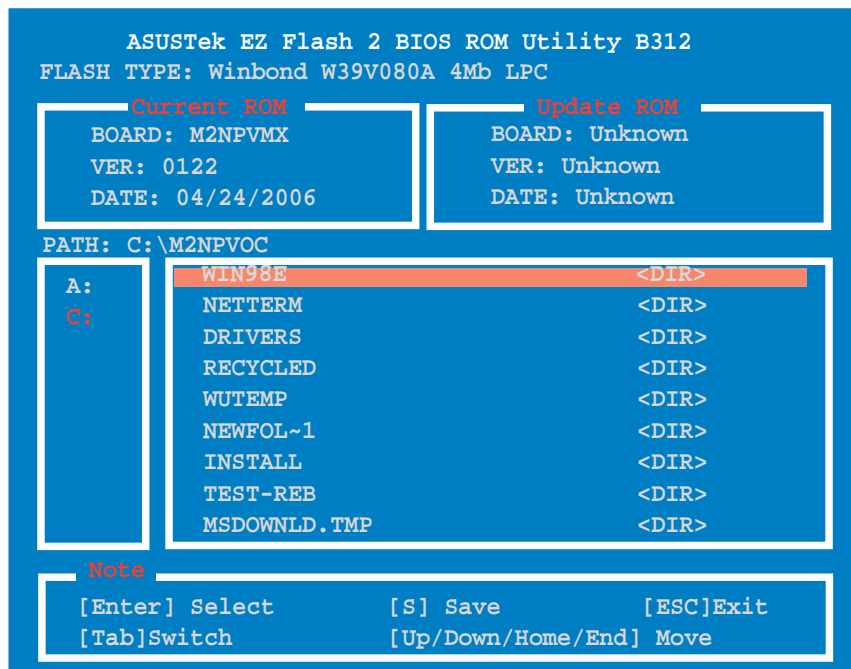 ASUSTek EZ Flash 2 BIOS ROM Utility B312
FLASH TYPE: Winbond W39V080A 4Mb LPC
Current ROM
BOARD: M2NPVMX
VER: 0122
DATE: 04/24/2006
Update ROM
BOARD: Unknown
VER: Unknown
DATE: Unknown
PATH: C:\M2NPVOC
A:
C:
WIN98E <DIR>
NETTERM <DIR>
DRIVERS <DIR>
RECYCLED <DIR>
WUTEMP <DIR>
NEWFOL~1 <DIR>
INSTALL <DIR>
TEST-REB <DIR>
MSDOWNLD.TMP <DIR>
Note
[Enter] Select [S] Save [ESC]Exit
[Tab]Switch [Up/Down/Home/End] Move